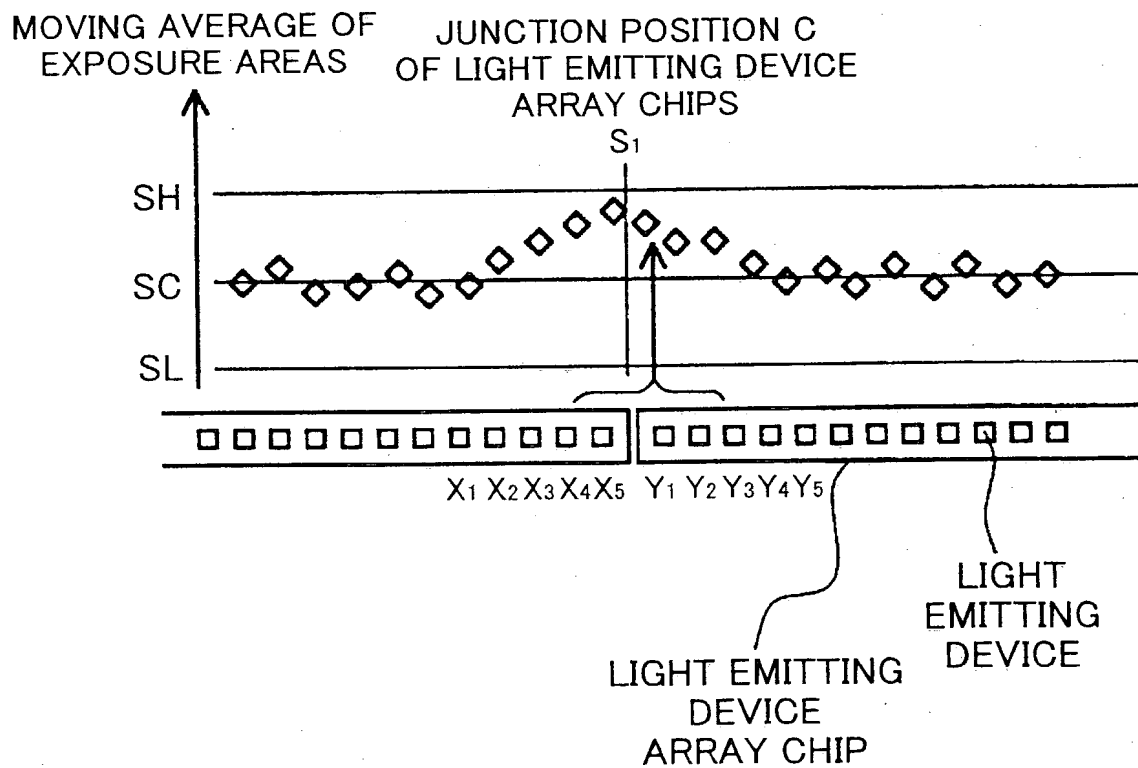 MOVING AVERAGE OF
EXPOSURE AREAS
JUNCTION POSITION C
OF LIGHT EMITTING DEVICE
ARRAY CHIPS
S1
SH
SC
SL
X1 X2 X3 X4 X5 Y1 Y2 Y3 Y4 Y5
LIGHT
EMITTING
DEVICE
LIGHT EMITTING
DEVICE
ARRAY CHIP